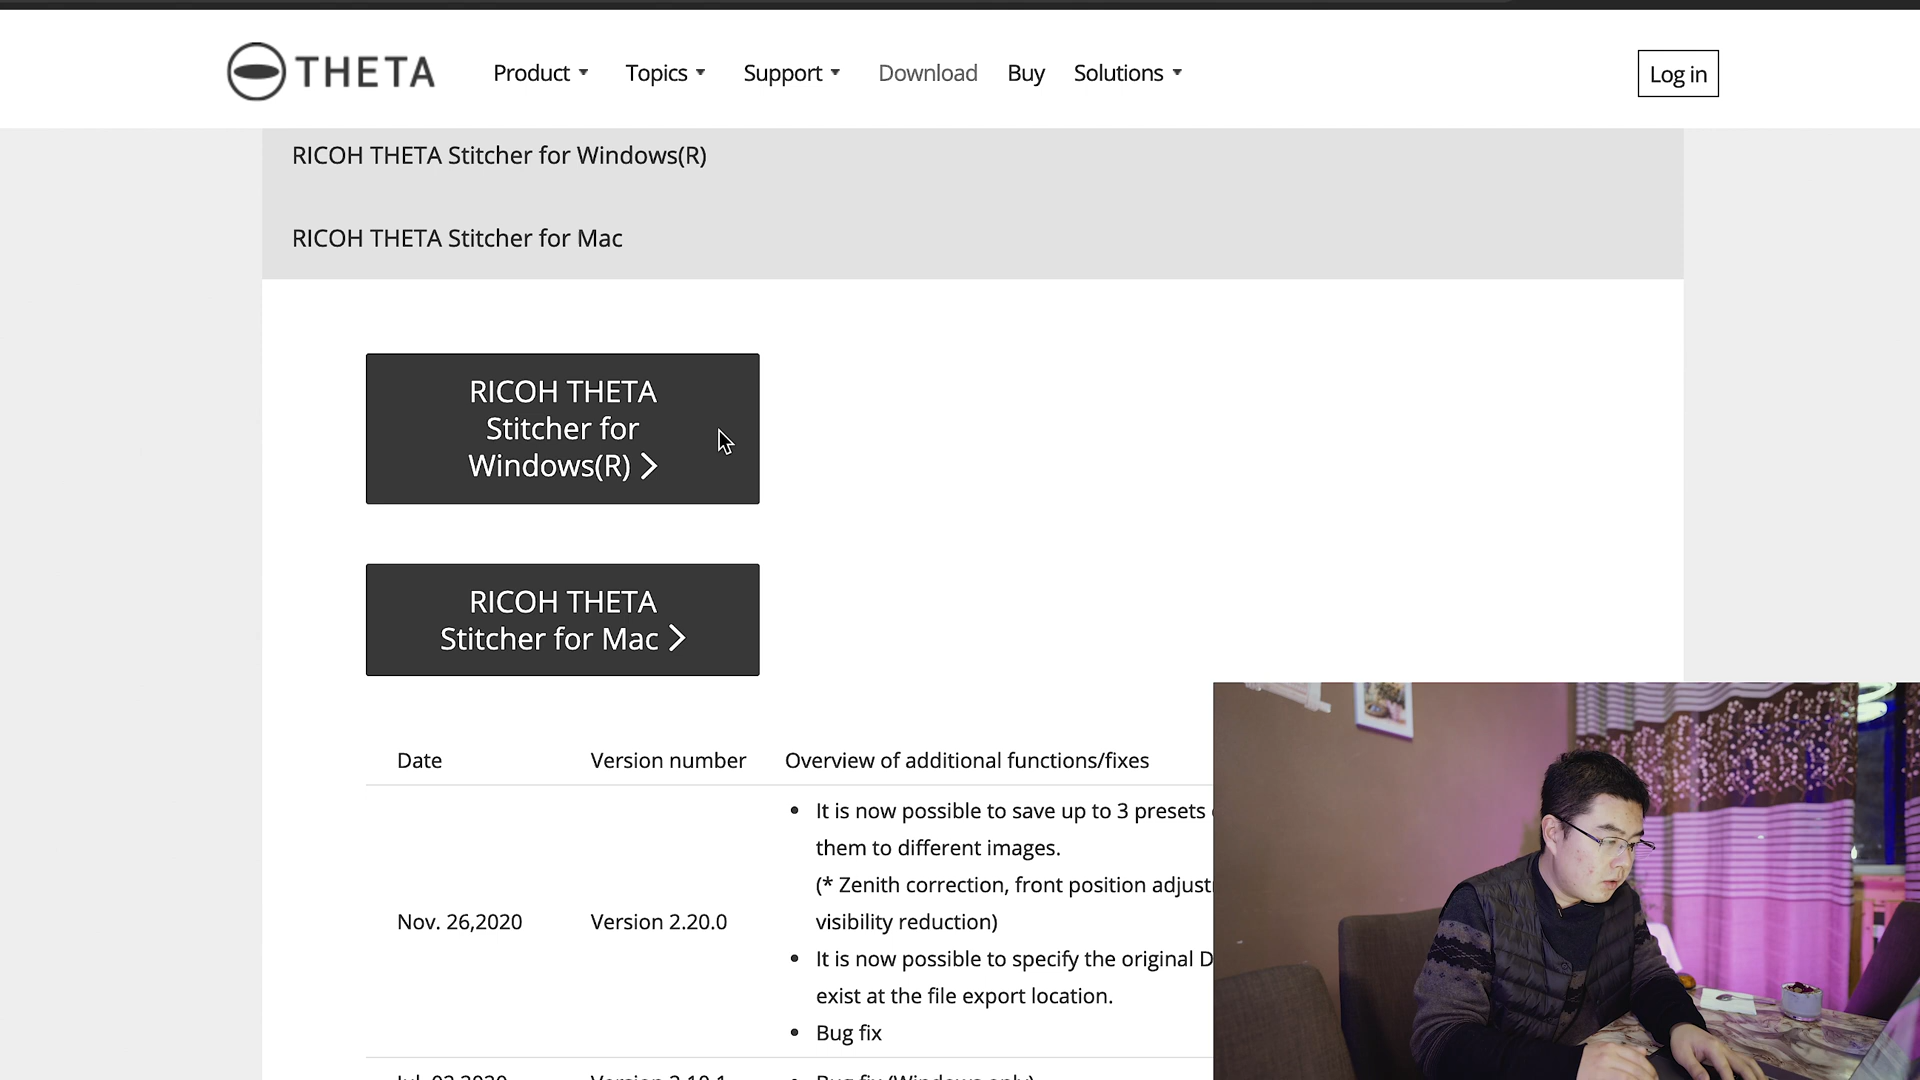 THETA
Product
Topics
Support
Download
Buy
Solutions
Log in
RICOH THETA Stitcher for Windows(R)
RICOH THETA Stitcher for Mac
RICOH THETA
Stitcher for
Windows(R)
RICOH THETA
Stitcher for Mac
Date
Version number
Overview of additional functions/fixes
Nov. 26,2020
Version 2.20.0
• It is now possible to save up to 3 presets
them to different images.
(* Zenith correction, front position
visibility reduction)
• It is now possible to specify the original
exist at the file export location.
• Bug fix
• Bug fix (Windows only)